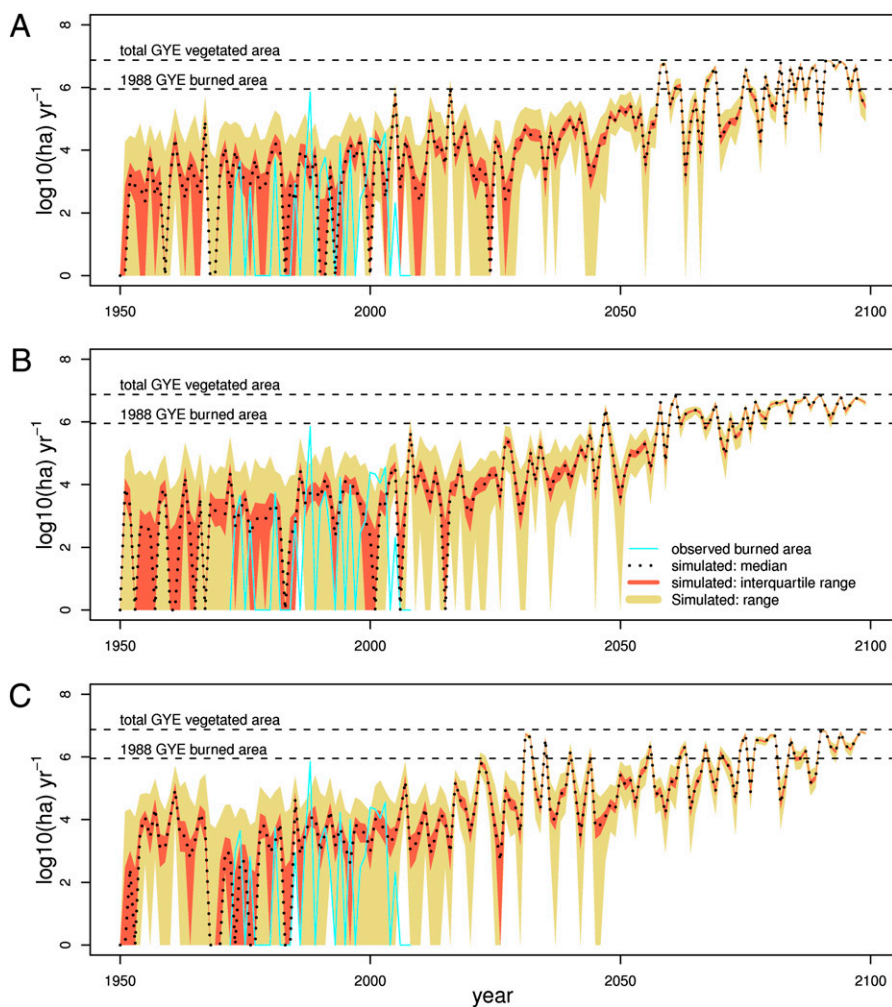 A
log10(ha) yr⁻¹
8
6
4
2
0
total GYE vegetated area
1988 GYE burned area
1950
2000
2050
2100
B
log10(ha) yr⁻¹
8
6
4
2
0
total GYE vegetated area
1988 GYE burned area
observed burned area
simulated: median
simulated: interquartile range
Simulated: range
1950
2000
2050
2100
C
log10(ha) yr⁻¹
8
6
4
2
0
total GYE vegetated area
1988 GYE burned area
1950
2000
2050
2100
year